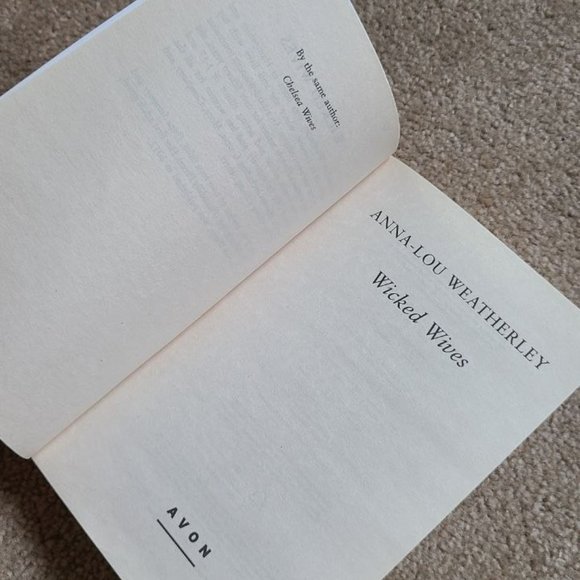 By the same author:
Chelsea Wives
ANNA-LOU WEATHERLEY
Wicked Wives
AVON